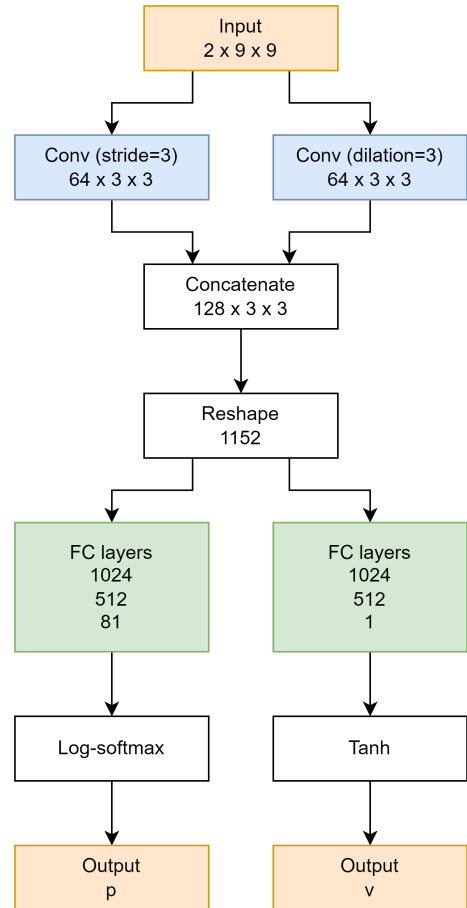 Input
2 x 9 x 9
Conv (stride=3)
64 x 3 x 3
Conv (dilation=3)
64 x 3 x 3
Concatenate
128 x 3 x 3
Reshape
1152
FC layers
1024
512
81
FC layers
1024
512
1
Log-softmax
Tanh
Output
p
Output
v